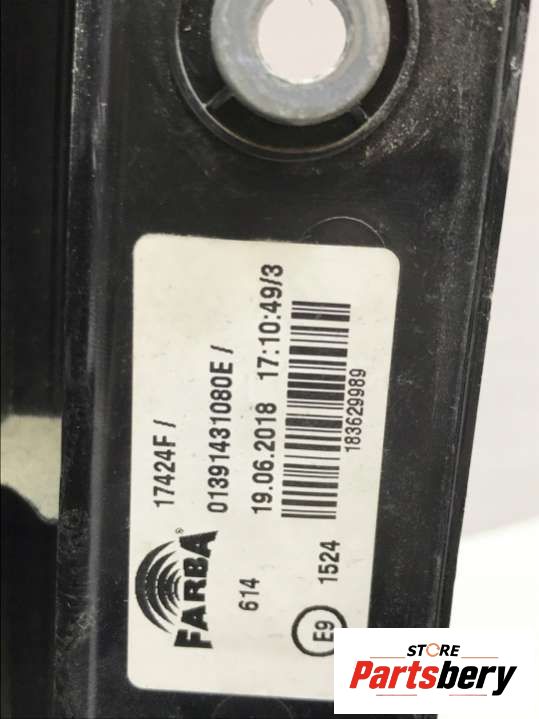 17424F /
01391431080E /
19.06.2018 17:10:49/3
183629989
FARBA®
614
E9
1524
STORE
Partsbery